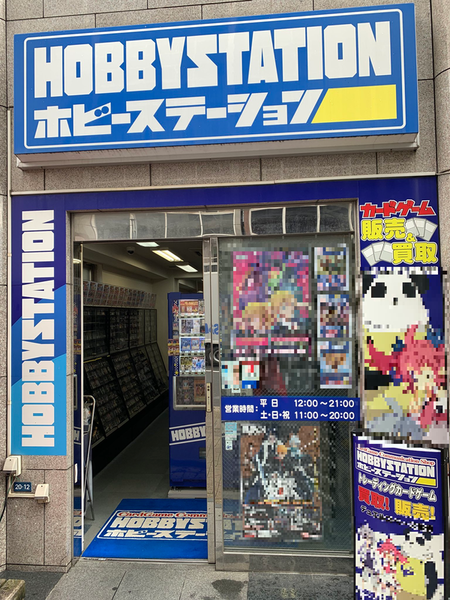 HOBBYSTATION
ホビーステーション
HOBBYSTATION
カードゲーム
販売&買取
営業時間:
平日 12:00〜21:00
土・日・祝 11:00〜20:00
HOBBY
20-12
HOBBYSTATION
ホビーステーション
HOBBYSTATION
ホビーステーション
トレーディングカードゲーム
買取! 販売!